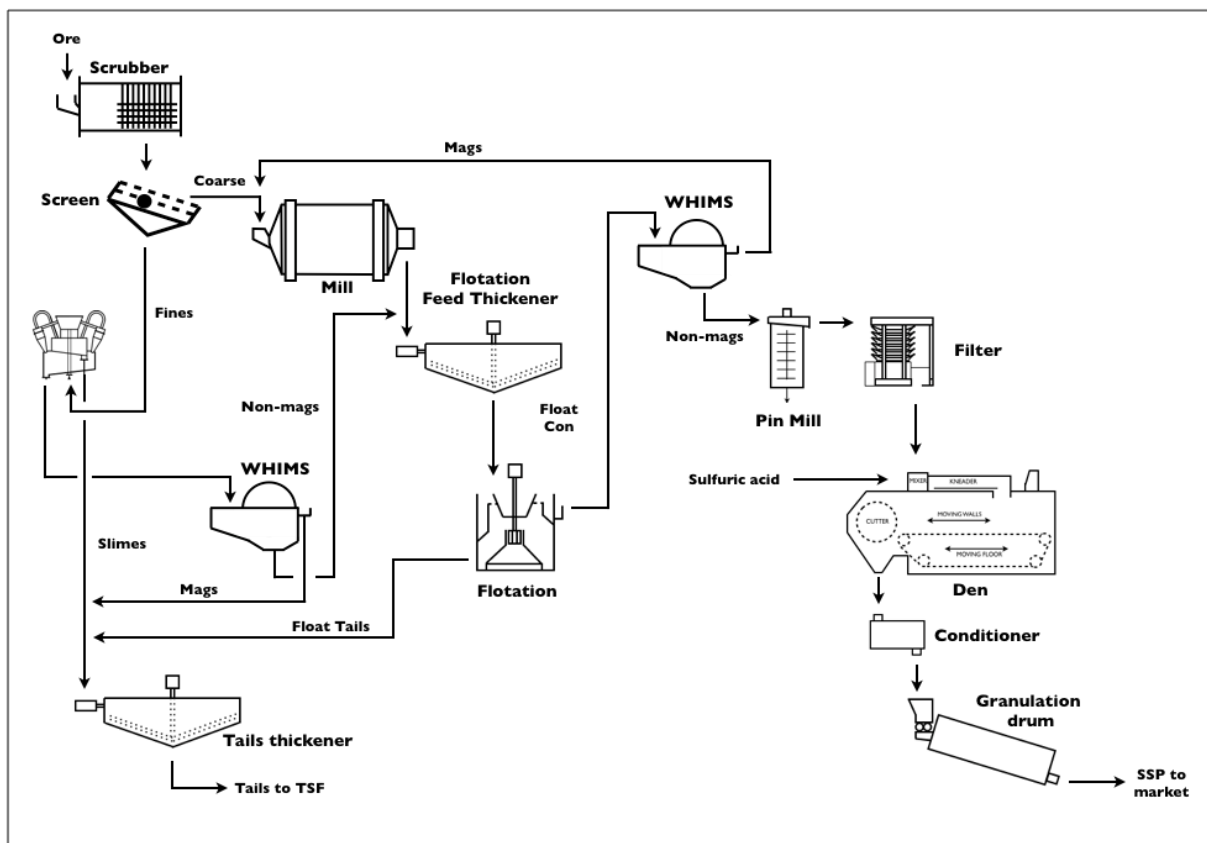 Ore
Scrubber
Mags
Coarse
Screen
WHIMS
Mill
Flotation
Feed Thickener
Fines
Non-mags
Filter
Non-mags
Float
Con
Pin Mill
WHIMS
Sulfuric acid
MIXER
KNEADER
CUTTER
MOVING WALLS
MOVING FLOOR
Slimes
Mags
Flotation
Den
Float Tails
Conditioner
Granulation
drum
Tails thickener
Tails to TSF
SSP to
market